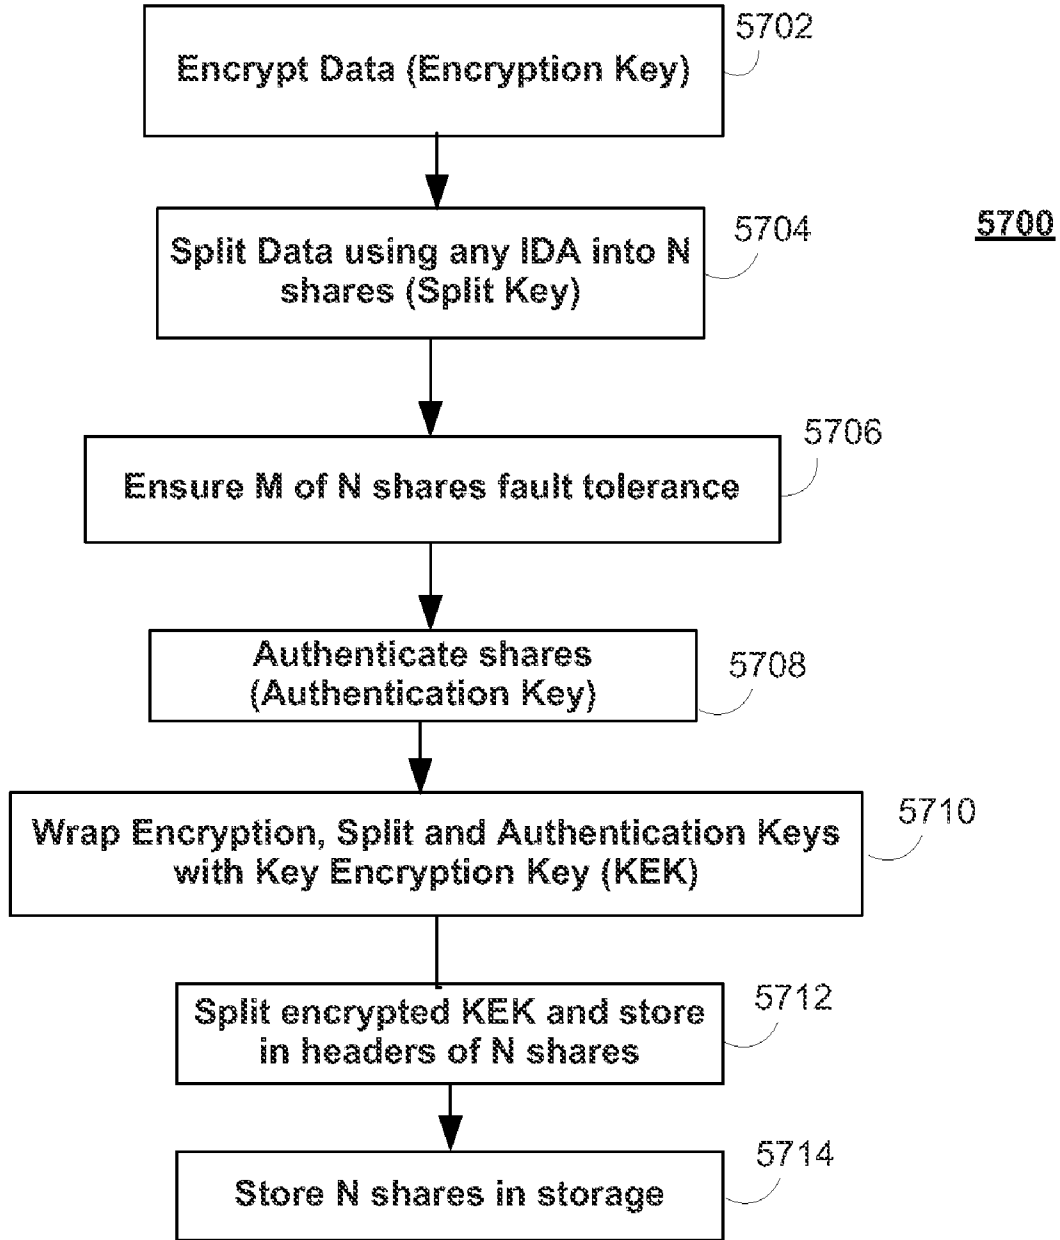 5702
Encrypt Data (Encryption Key)
5704
5700
Split Data using any IDA into N
shares (Split Key)
5706
Ensure M of N shares fault tolerance
5708
Authenticate shares
(Authentication Key)
5710
Wrap Encryption, Split and Authentication Keys
with Key Encryption Key (KEK)
5712
Split encrypted KEK and store
in headers of N shares
5714
Store N shares in storage